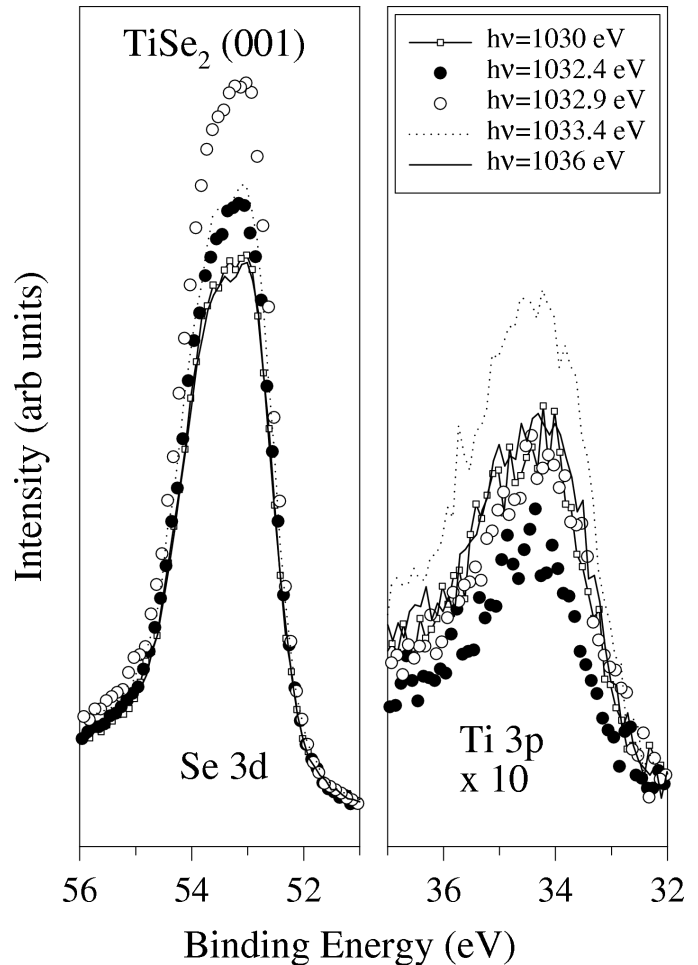 TiSe₂ (001)
hν=1030 eV
hν=1032.4 eV
hν=1032.9 eV
hν=1033.4 eV
hν=1036 eV
Intensity (arb units)
Se 3d
Ti 3p
x 10
56 54 52 36 34 32
Binding Energy (eV)